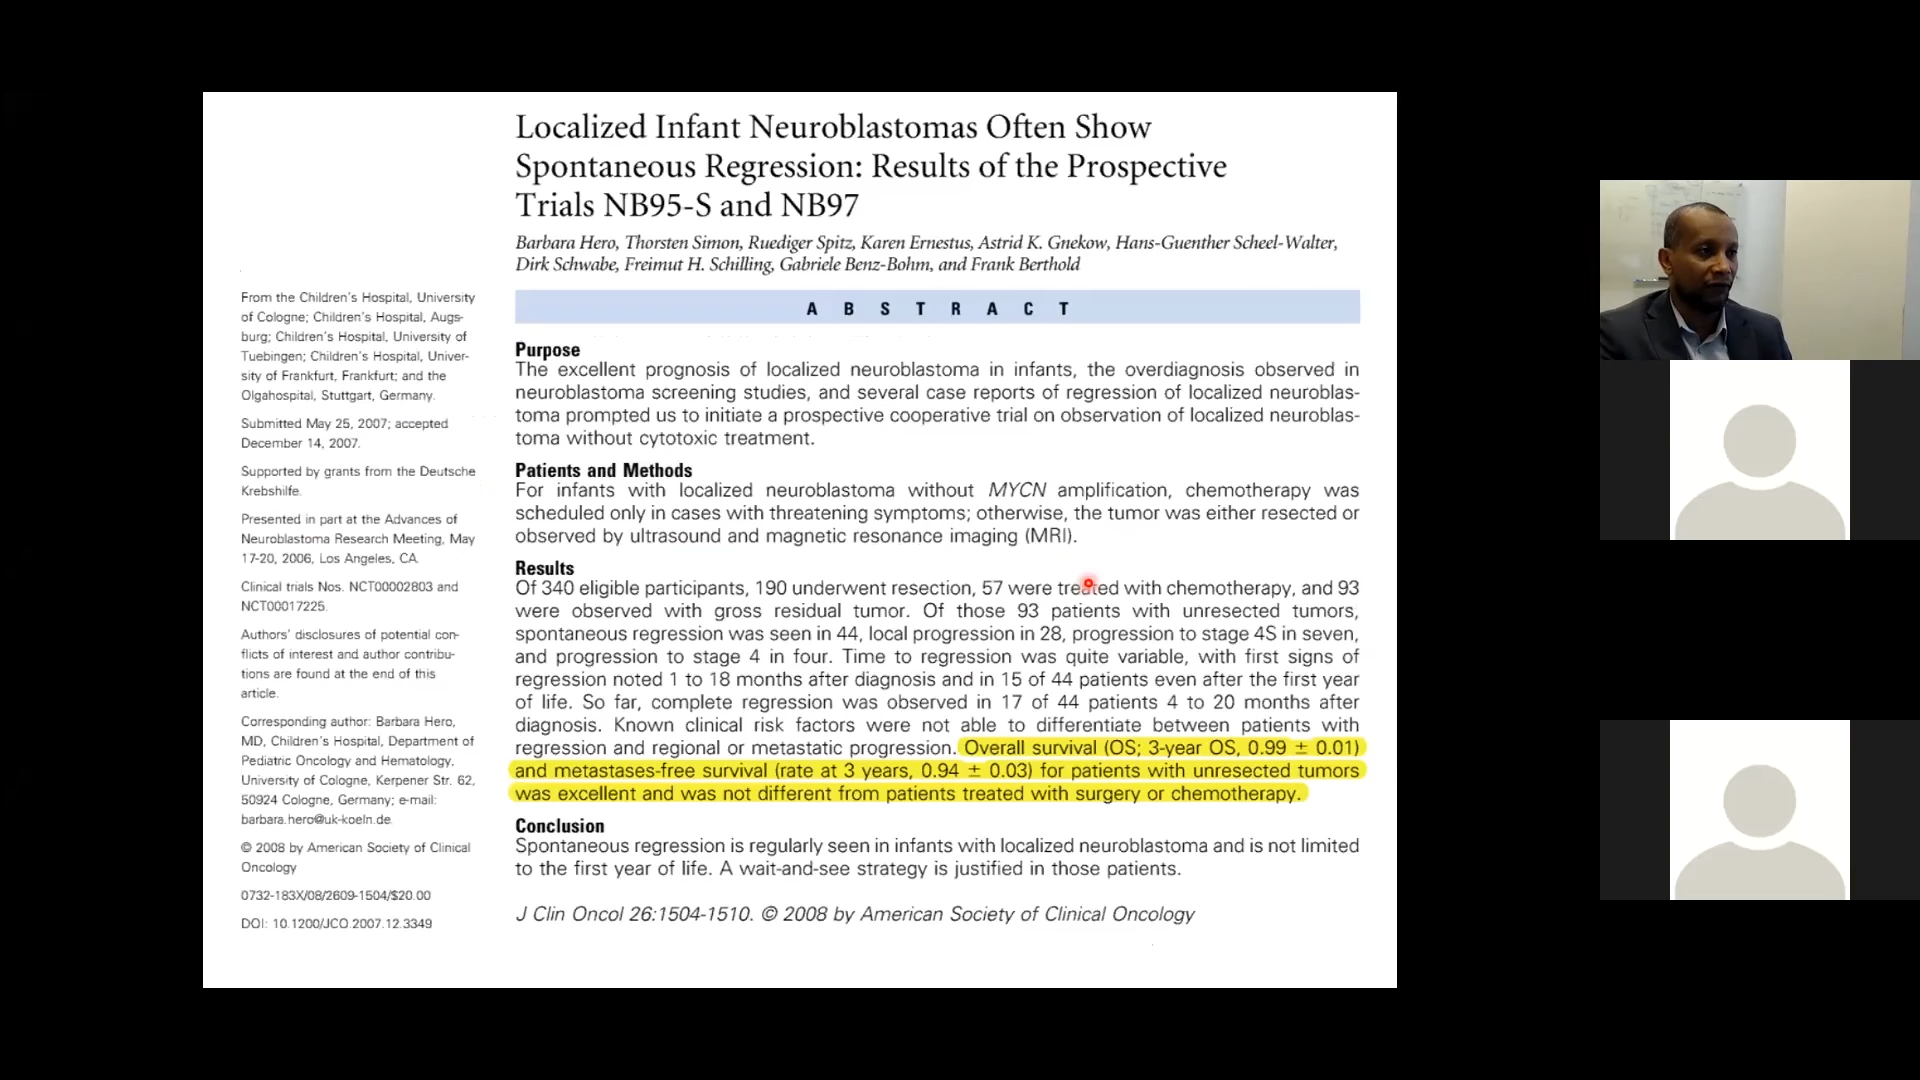 Localized Infant Neuroblastomas Often Show
Spontaneous Regression: Results of the Prospective
Trials NB95-S and NB97
Barbara Hero, Thorsten Simon, Ruediger Spitz, Karen Ernestus, Astrid K. Gnekow, Hans-Guenther Scheel-Walter,
Dirk Schwabe, Freimut H. Schilling, Gabriele Benz-Bohm, and Frank Berthold
From the Children's Hospital, University
of Cologne; Children's Hospital, Augs-
burg; Children's Hospital, University of
Tuebingen; Children's Hospital, Univer-
sity of Frankfurt, Frankfurt; and the
Olgahospital, Stuttgart, Germany.
Submitted May 25, 2007; accepted
December 14, 2007.
Supported by grants from the Deutsche
Krebshilfe.
Presented in part at the Advances of
Neuroblastoma Research Meeting, May
17-20, 2006, Los Angeles, CA.
Clinical trials Nos. NCT00002803 and
NCT00017225.
Authors' disclosures of potential con-
flicts of interest and author contribu-
tions are found at the end of this
article.
Corresponding author: Barbara Hero,
MD, Children's Hospital, Department of
Pediatric Oncology and Hematology,
University of Cologne, Kerpener Str. 62,
50924 Cologne, Germany; e-mail:
barbara.hero@uk-koeln.de.
© 2008 by American Society of Clinical
Oncology
0732-183X/08/2609-1504/$20.00
DOI: 10.1200/JCO.2007.12.3349
A B S T R A C T
Purpose
The excellent prognosis of localized neuroblastoma in infants, the overdiagnosis observed in
neuroblastoma screening studies, and several case reports of regression of localized neuroblas-
toma prompted us to initiate a prospective cooperative trial on observation of localized neuroblas-
toma without cytotoxic treatment.
Patients and Methods
For infants with localized neuroblastoma without MYCN amplification, chemotherapy was
scheduled only in cases with threatening symptoms; otherwise, the tumor was either resected or
observed by ultrasound and magnetic resonance imaging (MRI).
Results
Of 340 eligible participants, 190 underwent resection, 57 were treated with chemotherapy, and 93
were observed with gross residual tumor. Of those 93 patients with unresected tumors,
spontaneous regression was seen in 44, local progression in 28, progression to stage 4S in seven,
and progression to stage 4 in four. Time to regression was quite variable, with first signs of
regression noted 1 to 18 months after diagnosis and in 15 of 44 patients even after the first year
of life. So far, complete regression was observed in 17 of 44 patients 4 to 20 months after
diagnosis. Known clinical risk factors were not able to differentiate between patients with
regression and regional or metastatic progression. Overall survival (OS; 3-year OS, 0.99 ± 0.01)
and metastases-free survival (rate at 3 years, 0.94 ± 0.03) for patients with unresected tumors
was excellent and was not different from patients treated with surgery or chemotherapy.
Conclusion
Spontaneous regression is regularly seen in infants with localized neuroblastoma and is not limited
to the first year of life. A wait-and-see strategy is justified in those patients.
J Clin Oncol 26:1504-1510. © 2008 by American Society of Clinical Oncology